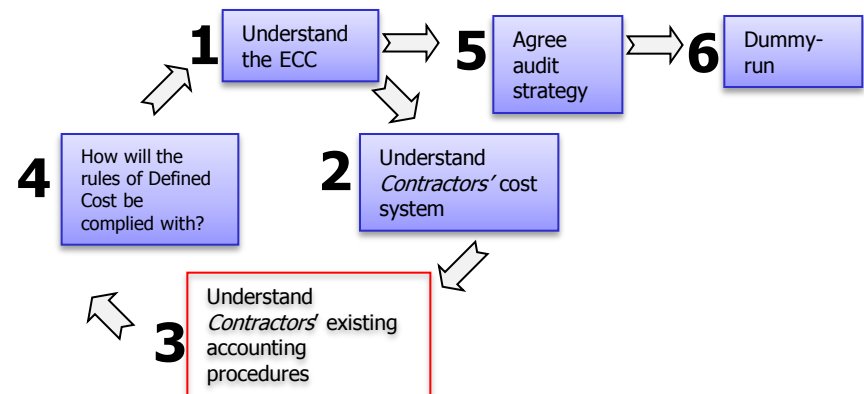 1
Understand
the ECC
5
Agree
audit
strategy
6
Dummy-
run
2
Understand
Contractors’ cost
system
4
How will the
rules of Defined
Cost be
complied with?
3
Understand
Contractors’ existing
accounting
procedures